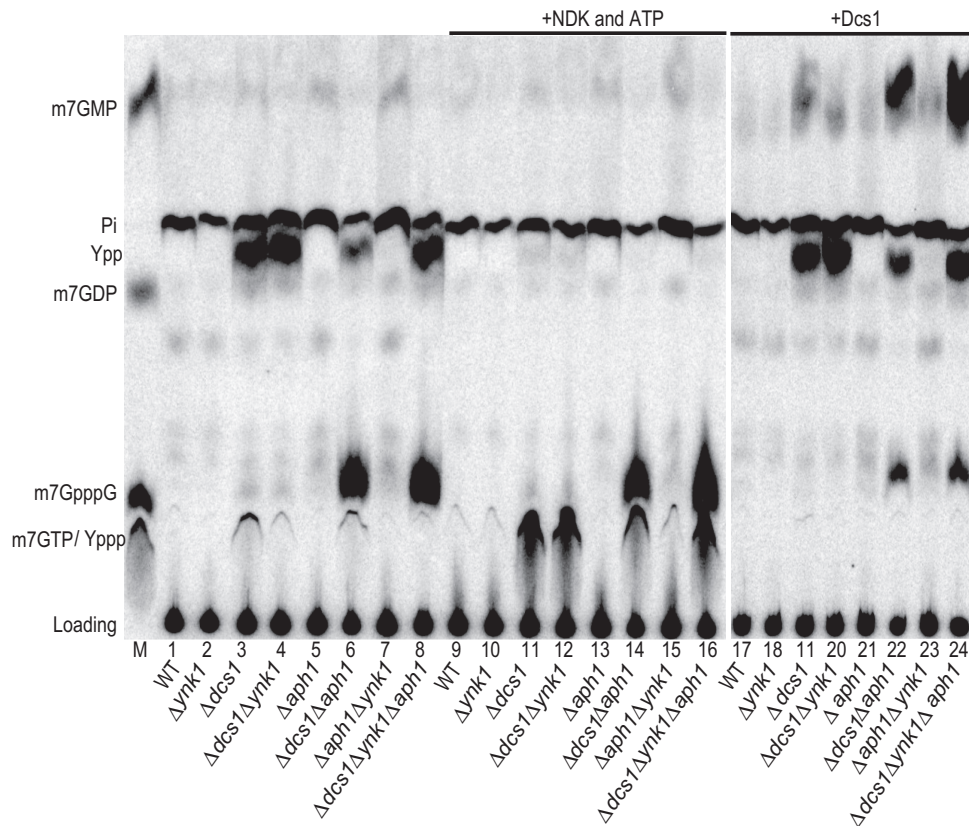 +NDK and ATP
+Dcs1
m7GMP
Pi
Ypp
m7GDP
m7GpppG
m7GTP/ Yppp
Loading
M 1 2 3 4 5 6 7 8 9 10 11 12 13 14 15 16 17 18 11 20 21 22 23 24
WT
Δynk1
Δdcs1
Δdcs1Δynk1
Δaph1
Δdcs1Δaph1
Δaph1Δynk1
Δdcs1Δynk1Δaph1
WT
Δynk1
Δdcs1
Δdcs1Δynk1
Δaph1
Δdcs1Δaph1
Δaph1Δynk1
Δdcs1Δynk1Δaph1
WT
Δynk1
Δdcs1
Δdcs1Δynk1
Δ aph1
Δdcs1Δaph1
Δaph1Δynk1
Δdcs1Δynk1Δ aph1